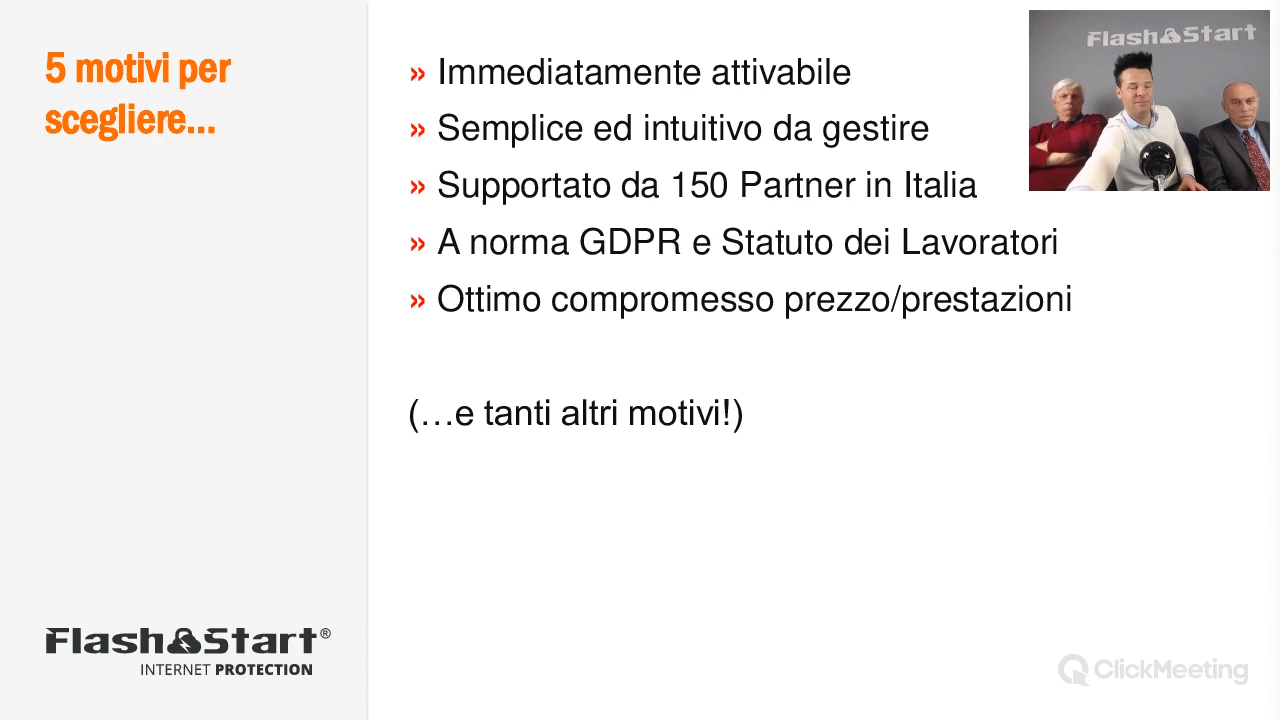 5 motivi per
scegliere...
» Immediatamente attivabile
» Semplice ed intuitivo da gestire
» Supportato da 150 Partner in Italia
» A norma GDPR e Statuto dei Lavoratori
» Ottimo compromesso prezzo/prestazioni
(…e tanti altri motivi!)
Flash Start
Flash Start®
INTERNET PROTECTION
ClickMeeting